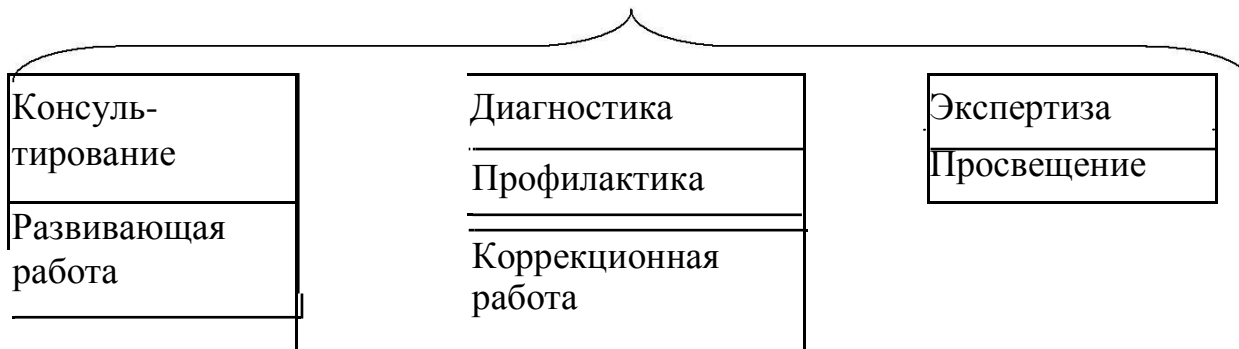 Консуль-
тирование
Развивающая
работа
Диагностика
Профилактика
Коррекционная
работа
Экспертиза
Просвещение